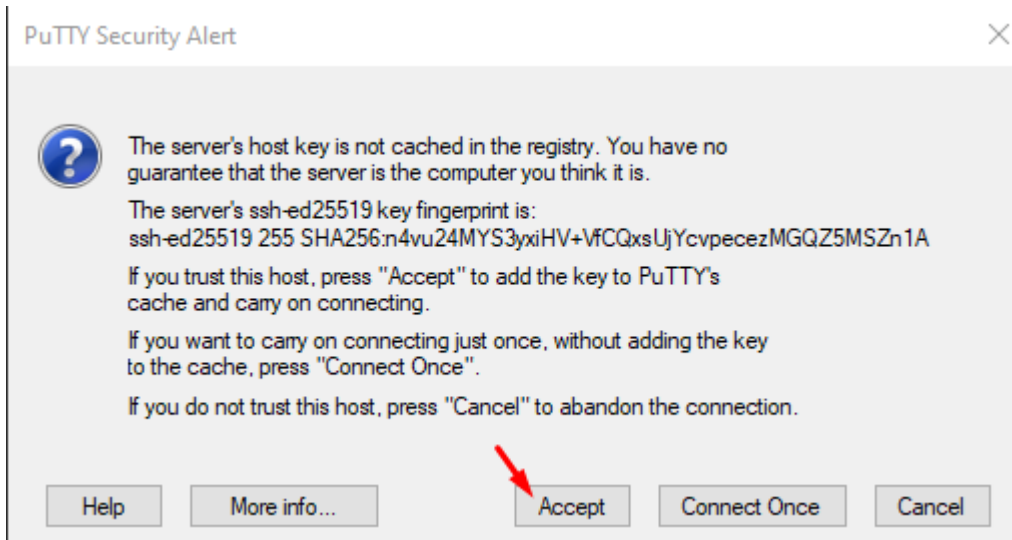 PuTTY Security Alert
The server's host key is not cached in the registry. You have no
guarantee that the server is the computer you think it is.
The server's ssh-ed25519 key fingerprint is:
ssh-ed25519 255 SHA256:n4vu24MYS3yxiHV+VfCQxsUjYcvpecezMGQZ5MSZn1A
If you trust this host, press "Accept" to add the key to PuTTY's
cache and carry on connecting.
If you want to carry on connecting just once, without adding the key
to the cache, press "Connect Once".
If you do not trust this host, press "Cancel" to abandon the connection.
Help
More info...
Accept
Connect Once
Cancel